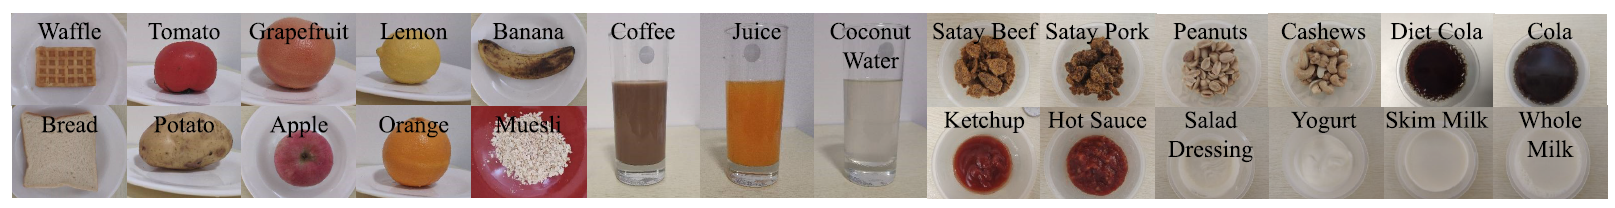 Waffle
Tomato
Grapefruit
Lemon
Banana
Coffee
Juice
Coconut
Water
Satay Beef
Satay Pork
Peanuts
Cashews
Diet Cola
Cola
Bread
Potato
Apple
Orange
Muesli
Ketchup
Hot Sauce
Salad
Dressing
Yogurt
Skim Milk
Whole
Milk